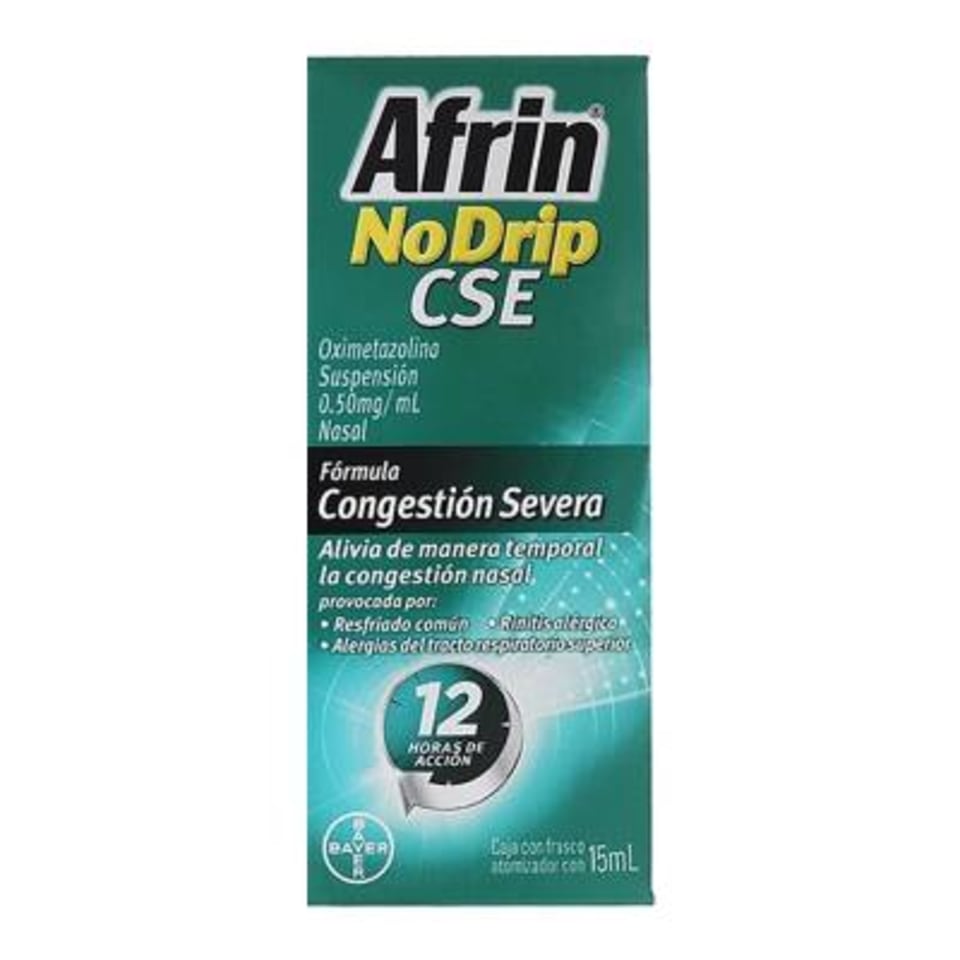 Afrin®
NoDrip
CSE
Oximetazolina
Suspensión
0.50mg/mL
Nasal
Fórmula
Congestión Severa
Alivia de manera temporal
la congestión nasal,
provocada por:
• Resfriado común • Rinitis alérgica
• Alergias del tracto respiratorio superior
12
HORAS DE
ACCIÓN
BAYER
BAYER
Caja con frasco
atomizador con 15mL